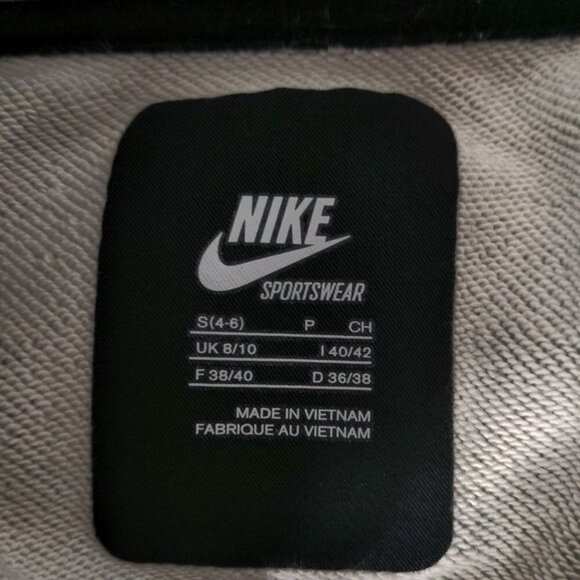 NIKE
SPORTSWEAR
S(4-6) P CH
UK 8/10 I 40/42
F 38/40 D 36/38
MADE IN VIETNAM
FABRIQUE AU VIETNAM